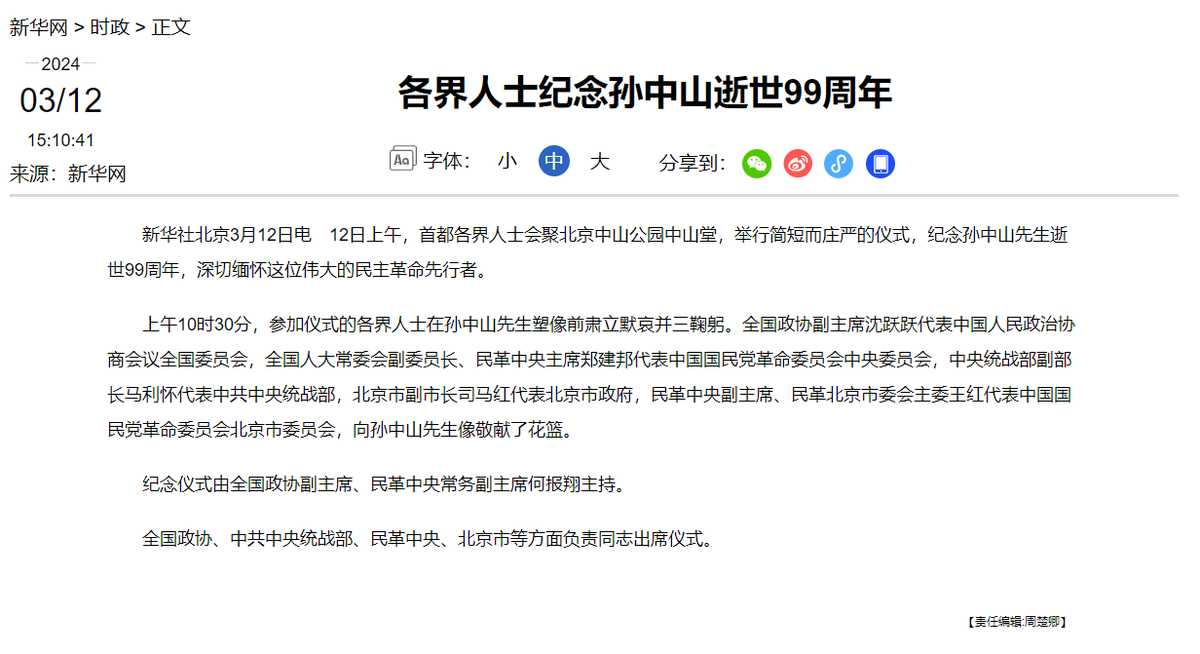 新华网 > 时政 > 正文
2024
03/12
15:10:41
来源：新华网
各界人士纪念孙中山逝世99周年
Aa 字体： 小 中 大 分享到：
新华社北京3月12日电　12日上午，首都各界人士会聚北京中山公园中山堂，举行简短而庄严的仪式，纪念孙中山先生逝
世99周年，深切缅怀这位伟大的民主革命先行者。
上午10时30分，参加仪式的各界人士在孙中山先生塑像前肃立默哀并三鞠躬。全国政协副主席沈跃跃代表中国人民政治协
商会议全国委员会，全国人大常委会副委员长、民革中央主席郑建邦代表中国国民党革命委员会中央委员会，中央统战部副部
长马利怀代表中共中央统战部，北京市副市长司马红代表北京市政府，民革中央副主席、民革北京市委会主委王红代表中国国
民党革命委员会北京市委员会，向孙中山先生像敬献了花篮。
纪念仪式由全国政协副主席、民革中央常务副主席何报翔主持。
全国政协、中共中央统战部、民革中央、北京市等方面负责同志出席仪式。
【责任编辑:周楚卿】